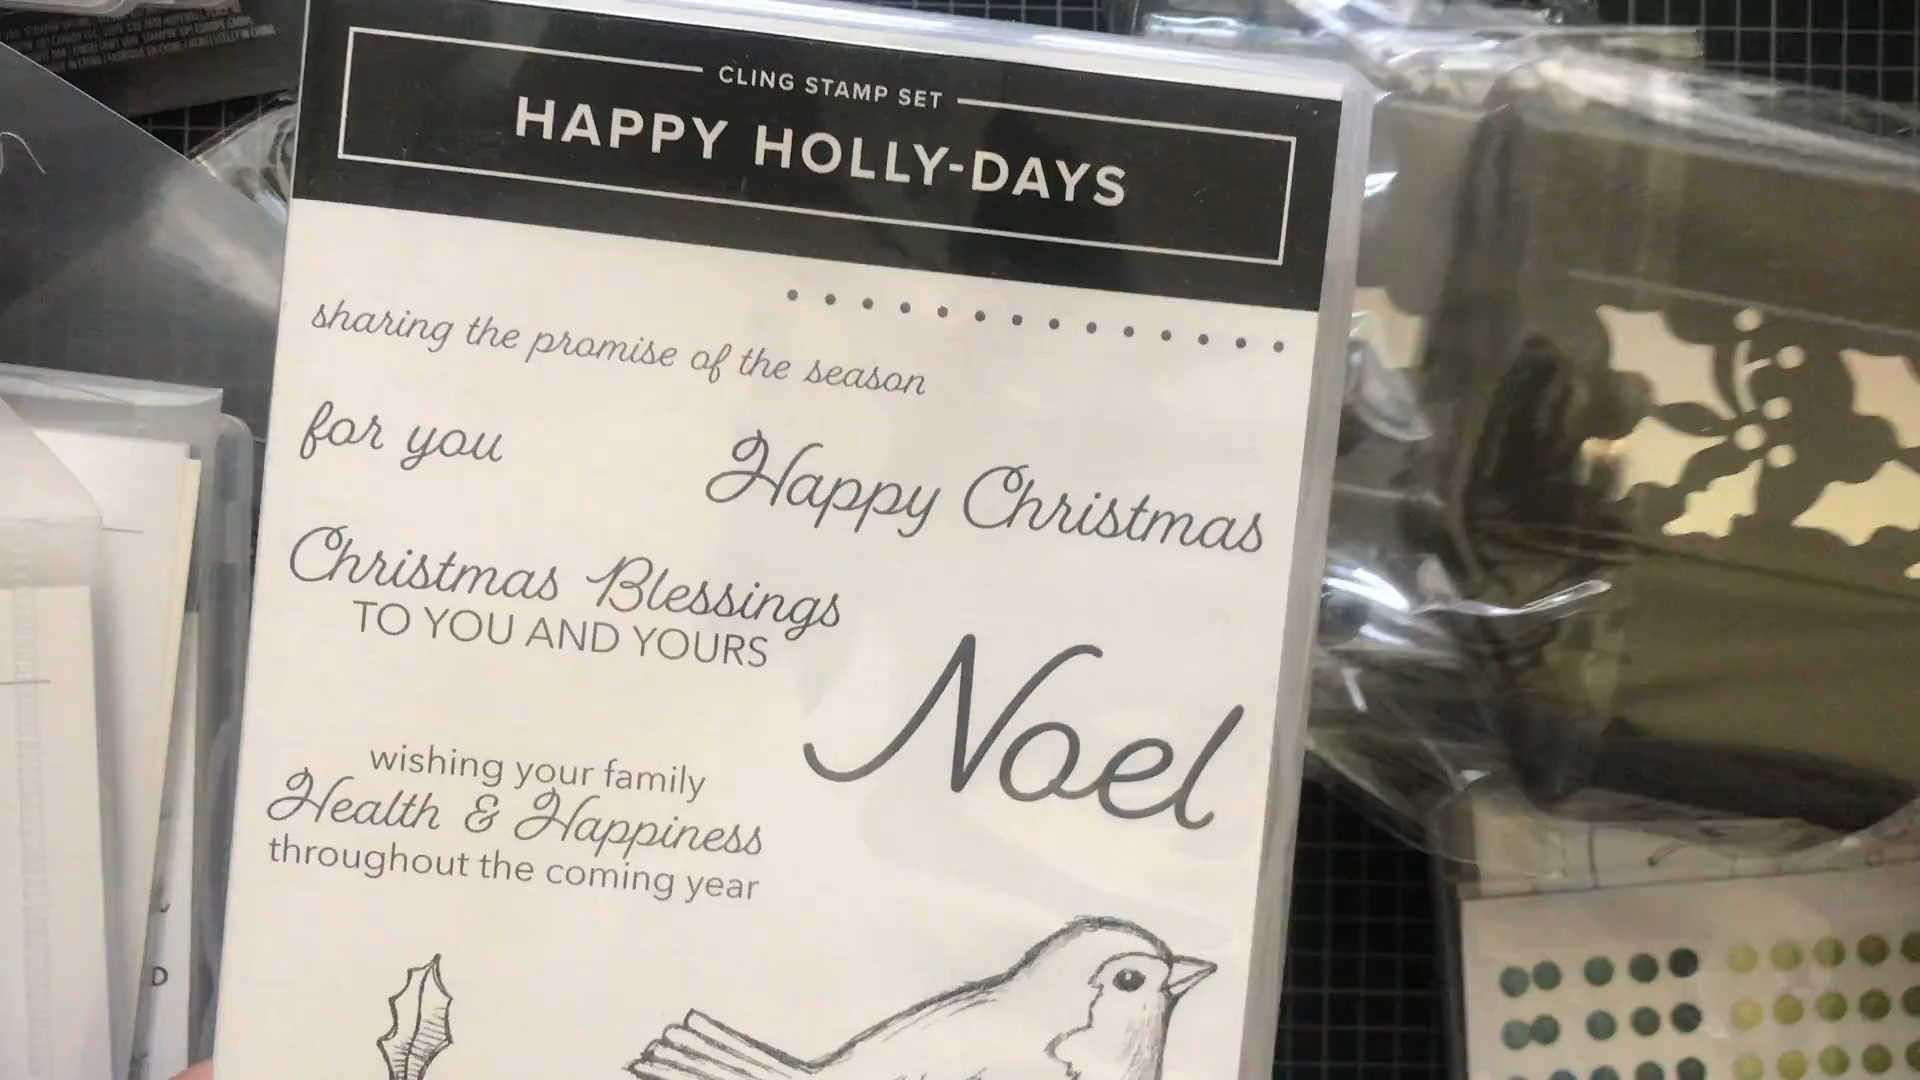 CLING STAMP SET
HAPPY HOLLY-DAYS
sharing the promise of the season
for you
Happy Christmas
Christmas Blessings
TO YOU AND YOURS
Noel
wishing your family
Health & Happiness
throughout the coming year
D